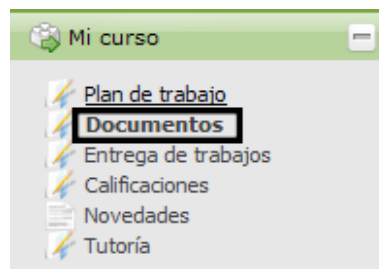 Mi curso
Plan de trabajo
Documentos
Entrega de trabajos
Calificaciones
Novedades
Tutoría